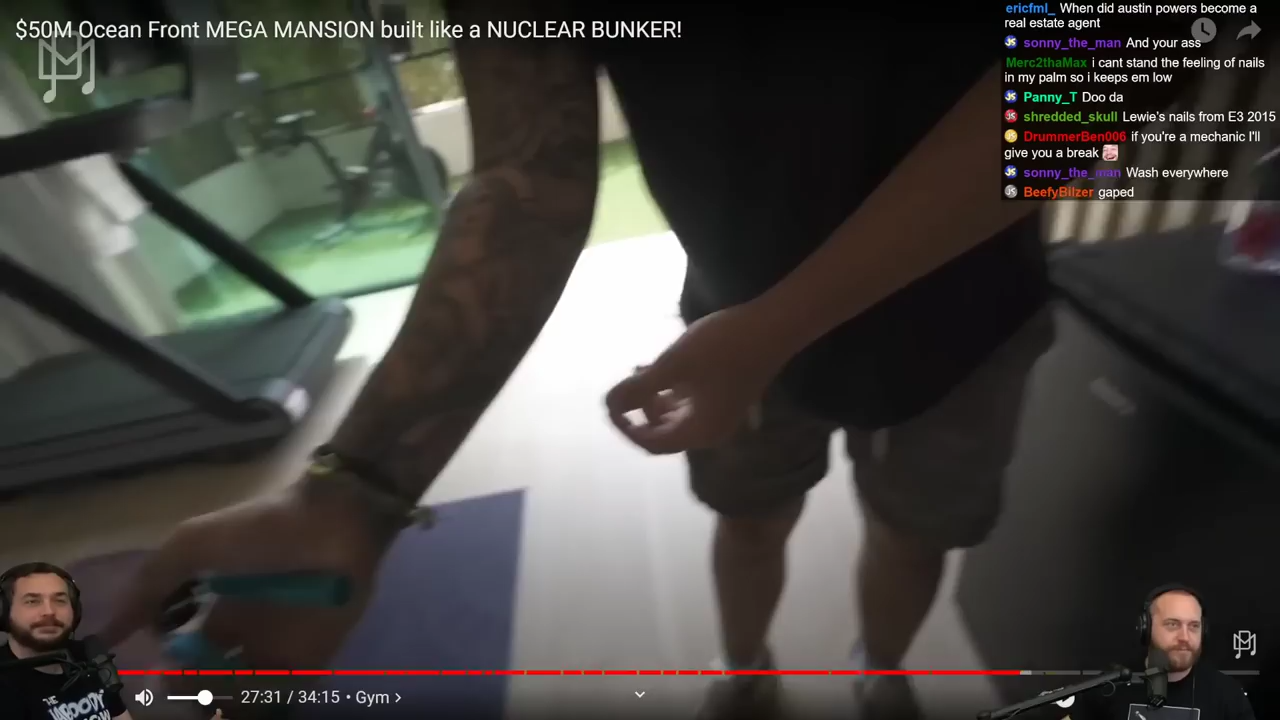 $50M Ocean Front MEGA MANSION built like a NUCLEAR BUNKER!
ericfml_ When did austin powers become a
real estate agent
sonny_the_man And your ass
Merc2thaMax i cant stand the feeling of nails
in my palm so i keeps em low
Panny_T Doo da
shredded_skull Lewie's nails from E3 2015
DrummerBen006 if you're a mechanic I'll
give you a break
sonny_the_man Wash everywhere
BeefyBilzer gaped
THE
27:31 / 34:15 • Gym >